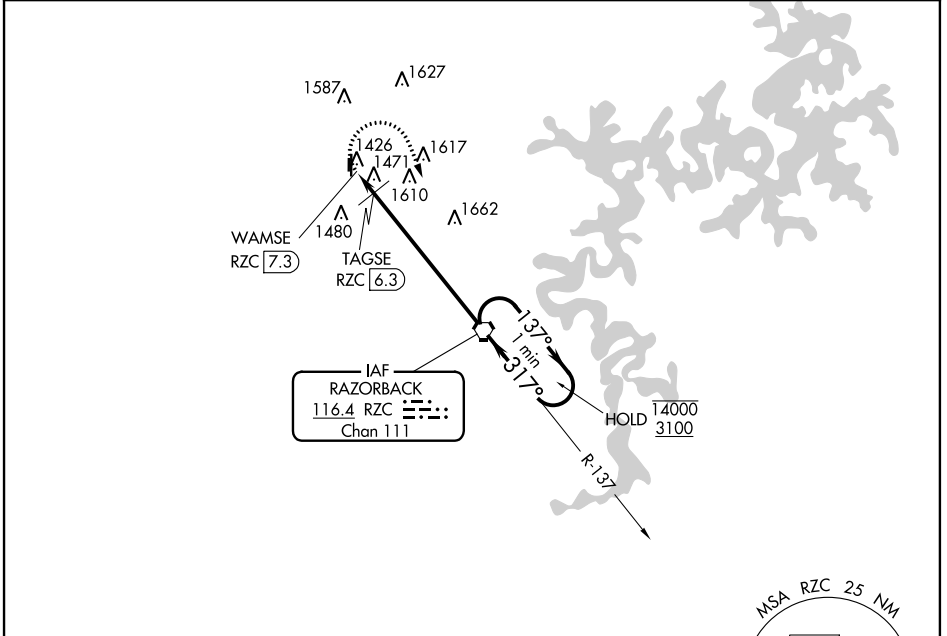 1587
1627
1426
1471
1617
1610
1480
1662
WAMSE
RZC 7.3
TAGSE
RZC 6.3
137°
1 min
317°
IAF
RAZORBACK
116.4 RZC
Chan 111
HOLD
14000
3100
R-137
MSA RZC 25 NM